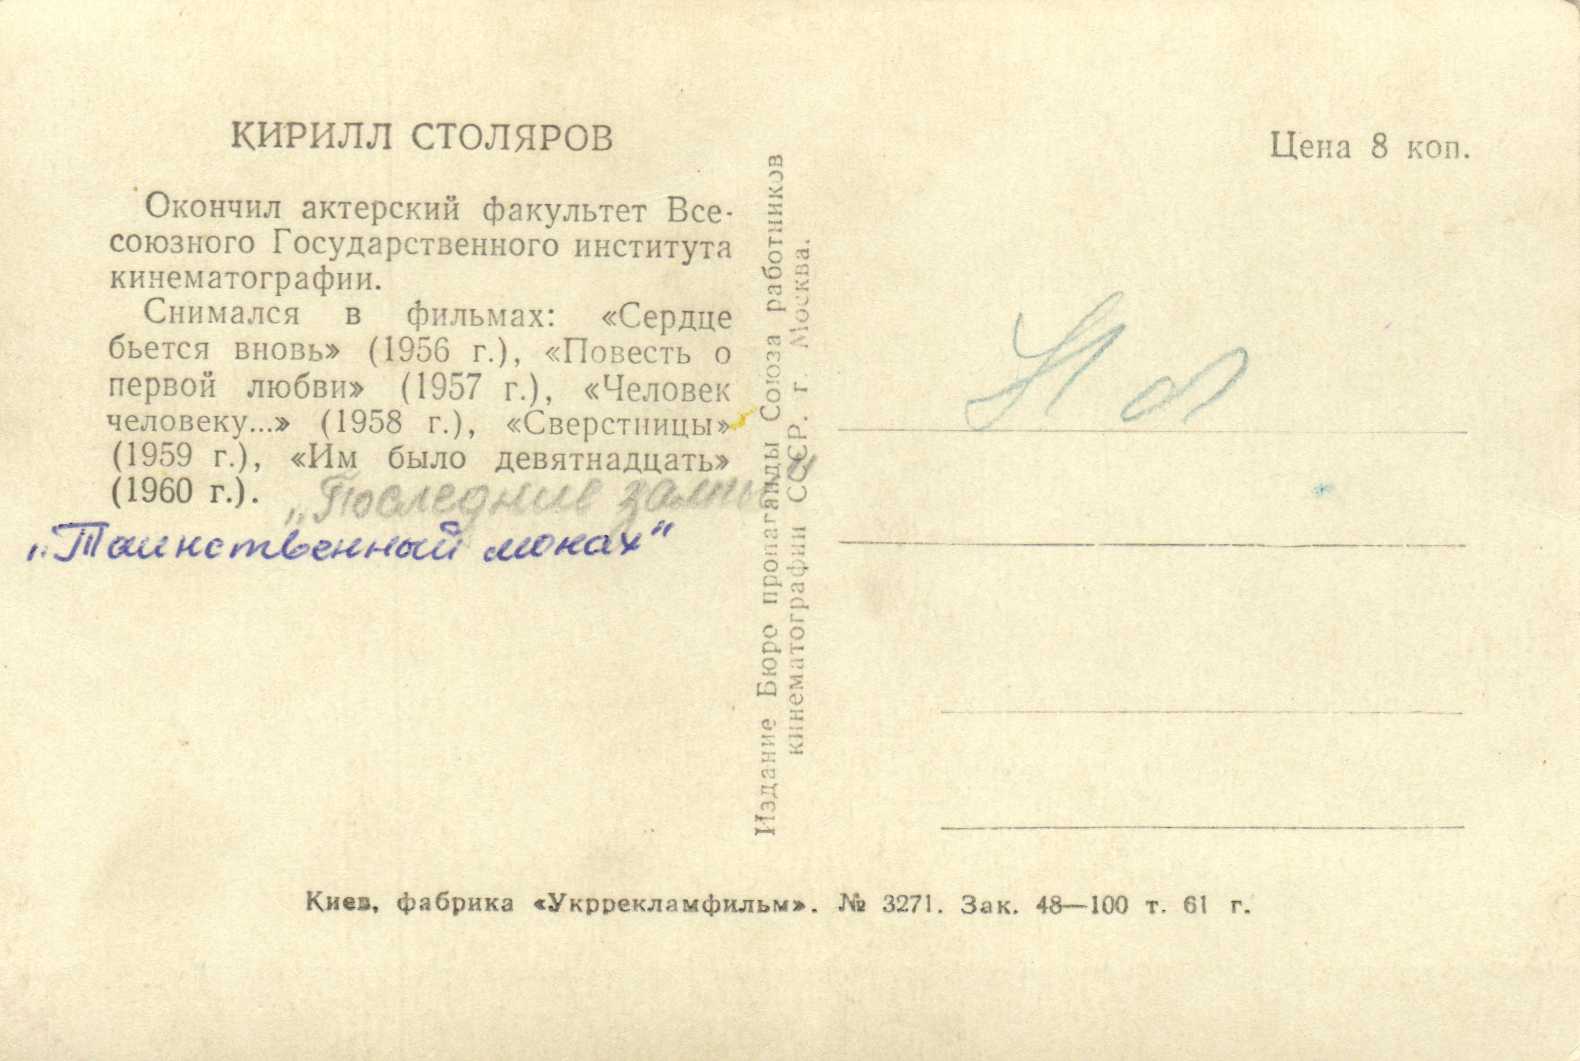 КИРИЛЛ СТОЛЯРОВ
Окончил актерский факультет Все-
союзного Государственного института
кинематографии.
Снимался в фильмах: «Сердце
бьется вновь» (1956 г.), «Повесть о
первой любви» (1957 г.), «Человек
человеку...» (1958 г.), «Сверстницы»
(1959 г.), «Им было девятнадцать»
(1960 г.). „Последние залпы“
„Таинственный монах“
Издание Бюро пропаганды Союза работников
кинематографии СССР. г. Москва.
Цена 8 коп.
Киев, фабрика «Укррекламфильм». № 3271. Зак. 48—100 т. 61 г.